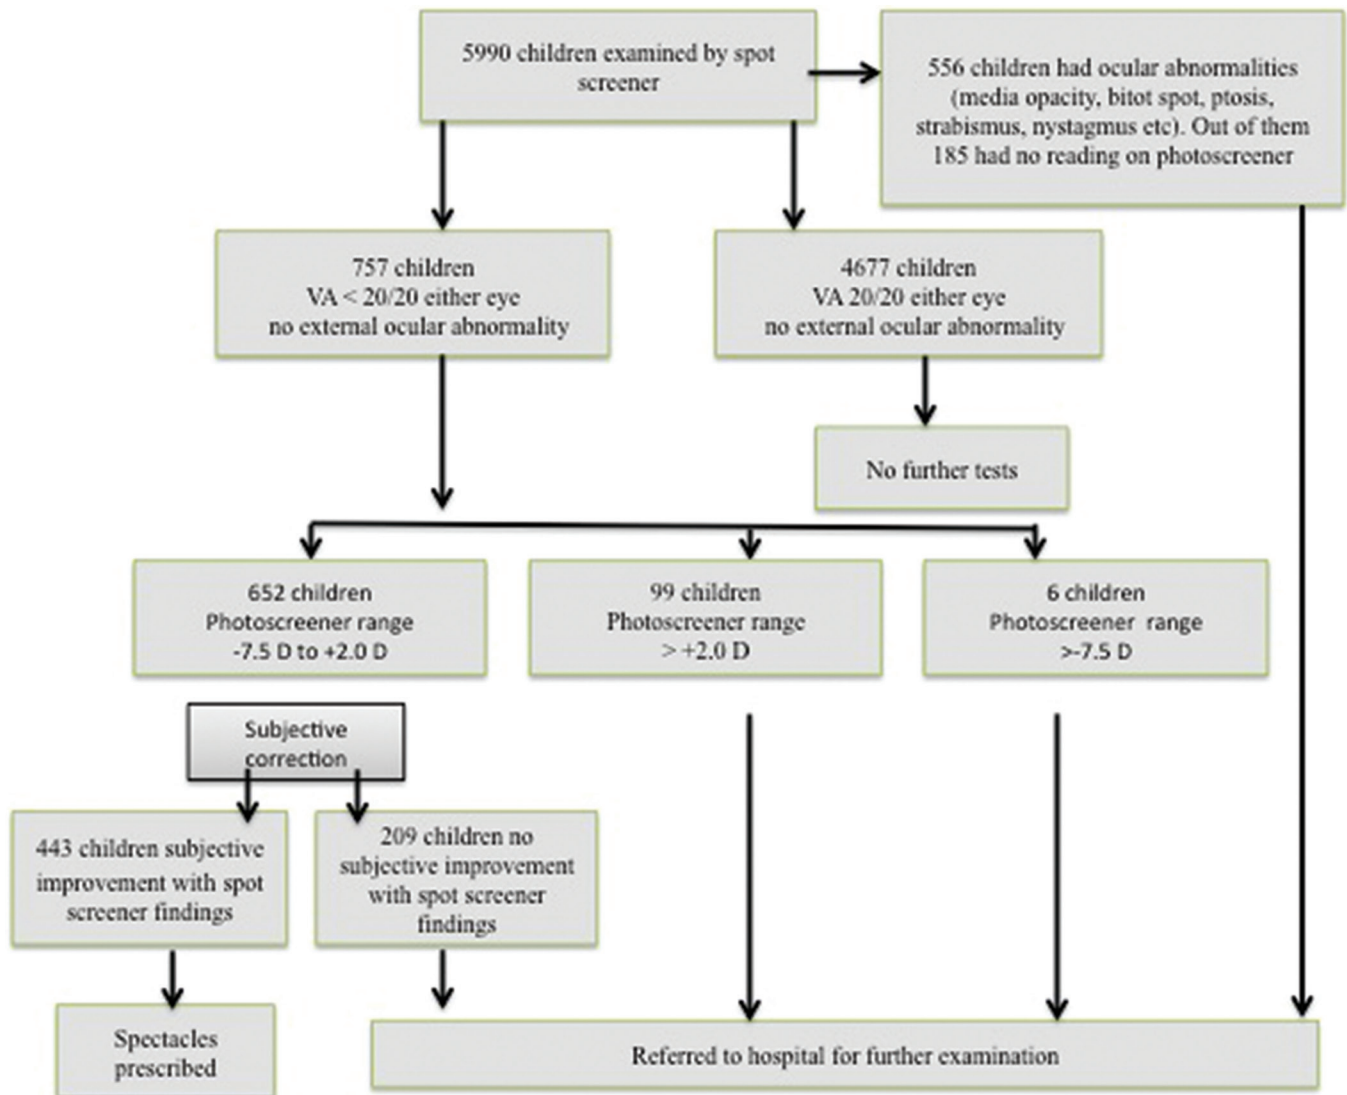 5990 children examined by spot
screener
556 children had ocular abnormalities
(media opacity, bitot spot, ptosis,
strabismus, nystagmus etc). Out of them
185 had no reading on photoscreener
757 children
VA < 20/20 either eye
no external ocular abnormality
4677 children
VA 20/20 either eye
no external ocular abnormality
No further tests
652 children
Photoscreener range
-7.5 D to +2.0 D
99 children
Photoscreener range
> +2.0 D
6 children
Photoscreener range
>-7.5 D
Subjective
correction
443 children subjective
improvement with spot
screener findings
209 children no
subjective improvement
with spot screener
findings
Spectacles
prescribed
Referred to hospital for further examination